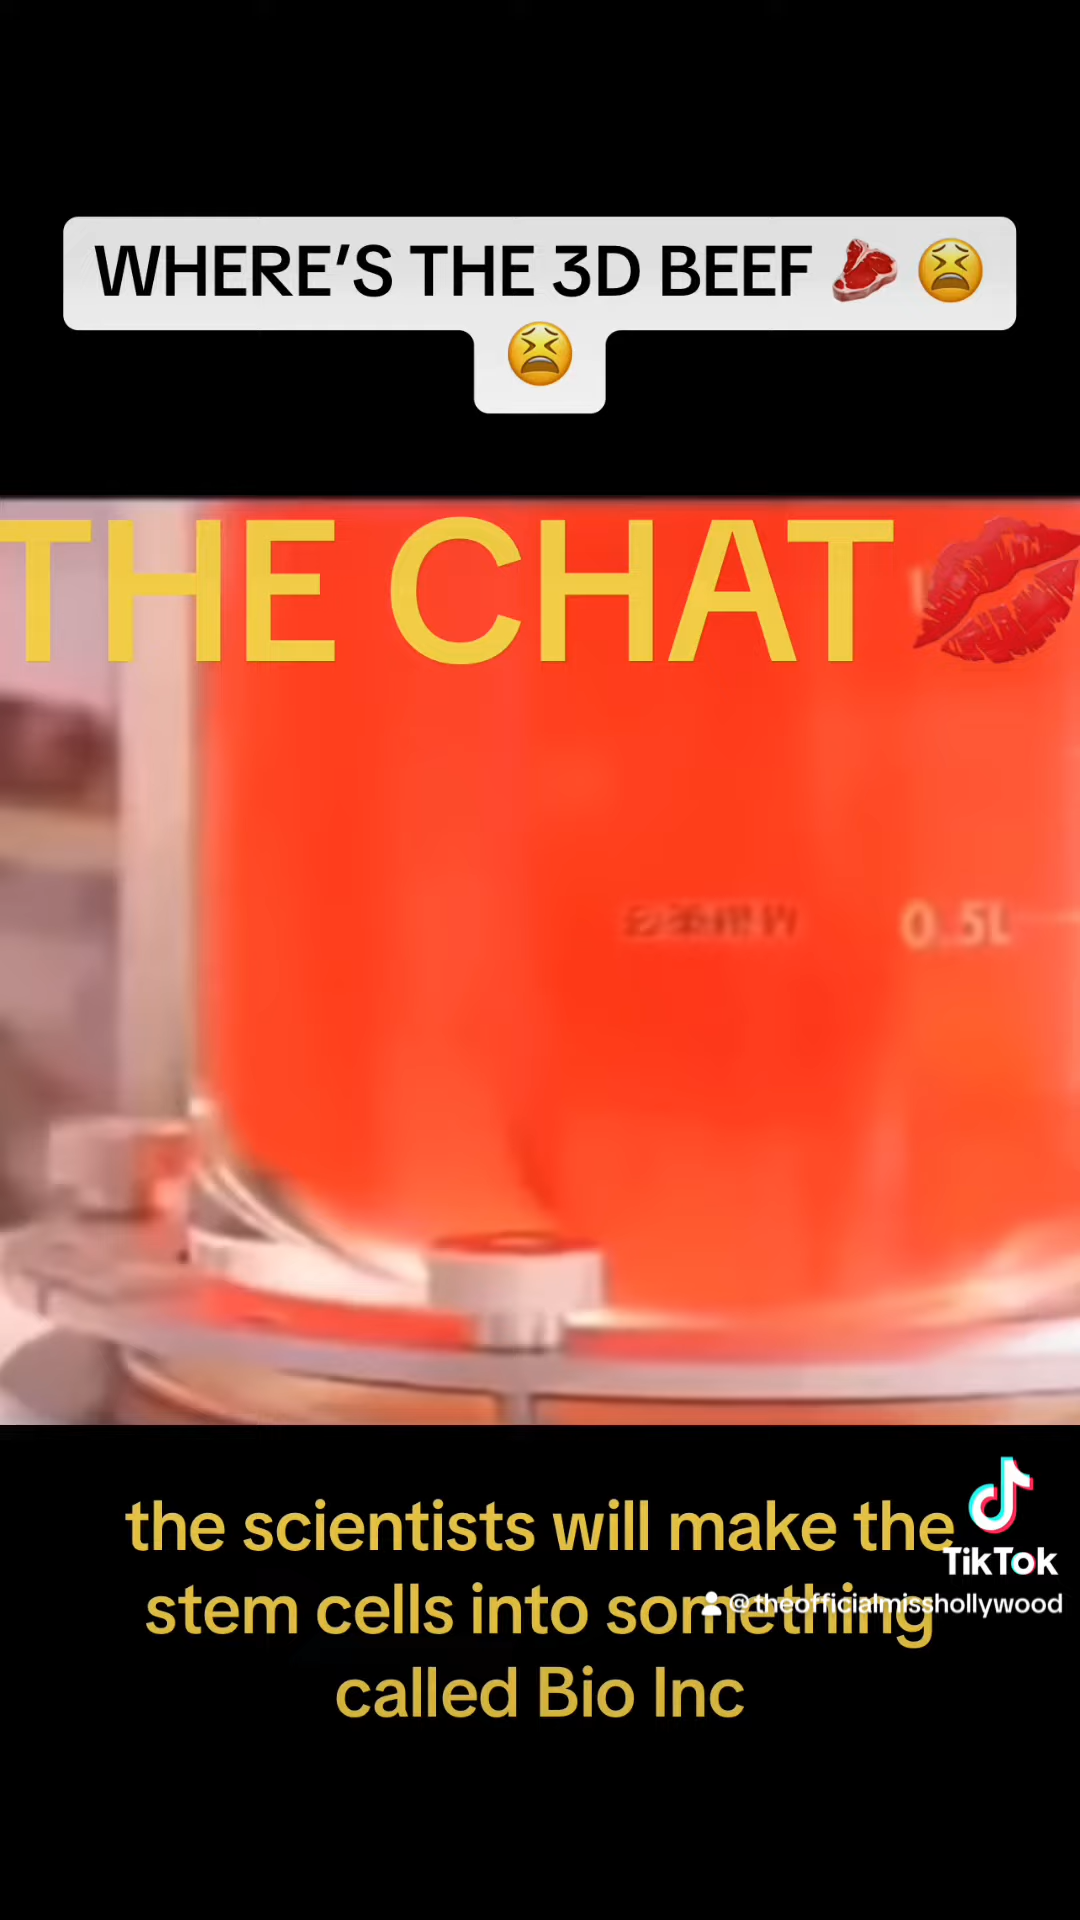 WHERE'S THE 3D BEEF 🥩 😫
😫
THE CHAT💋
0.5L
the scientists will make the
TikTok
stem cells into something
@theofficialmisshollywood
called Bio Inc